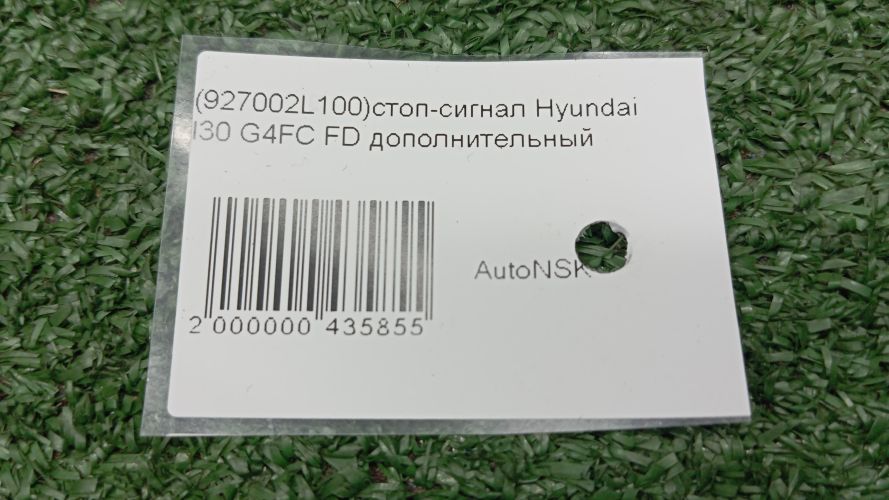 (927002L100)стоп-сигнал Hyundai
I30 G4FC FD дополнительный
AutoNSK
2 000000 435855